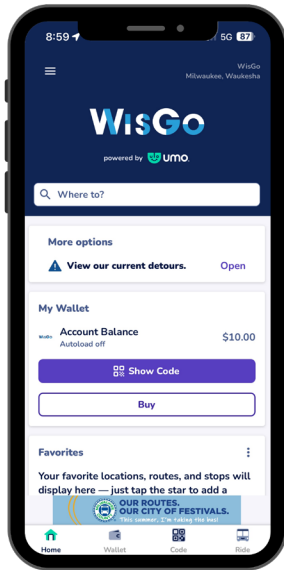 8:59
5G 87
WisGo
Milwaukee, Waukesha
WisGo
powered by umo.
Where to?
More options
View our current detours. Open
My Wallet
WisGo
Account Balance
Autoload off
$10.00
Show Code
Buy
Favorites
Your favorite locations, routes, and stops will
display here — just tap the star to add a
OUR ROUTES.
OUR CITY OF FESTIVALS.
This summer, I'm taking the bus!
Home Wallet Code Ride